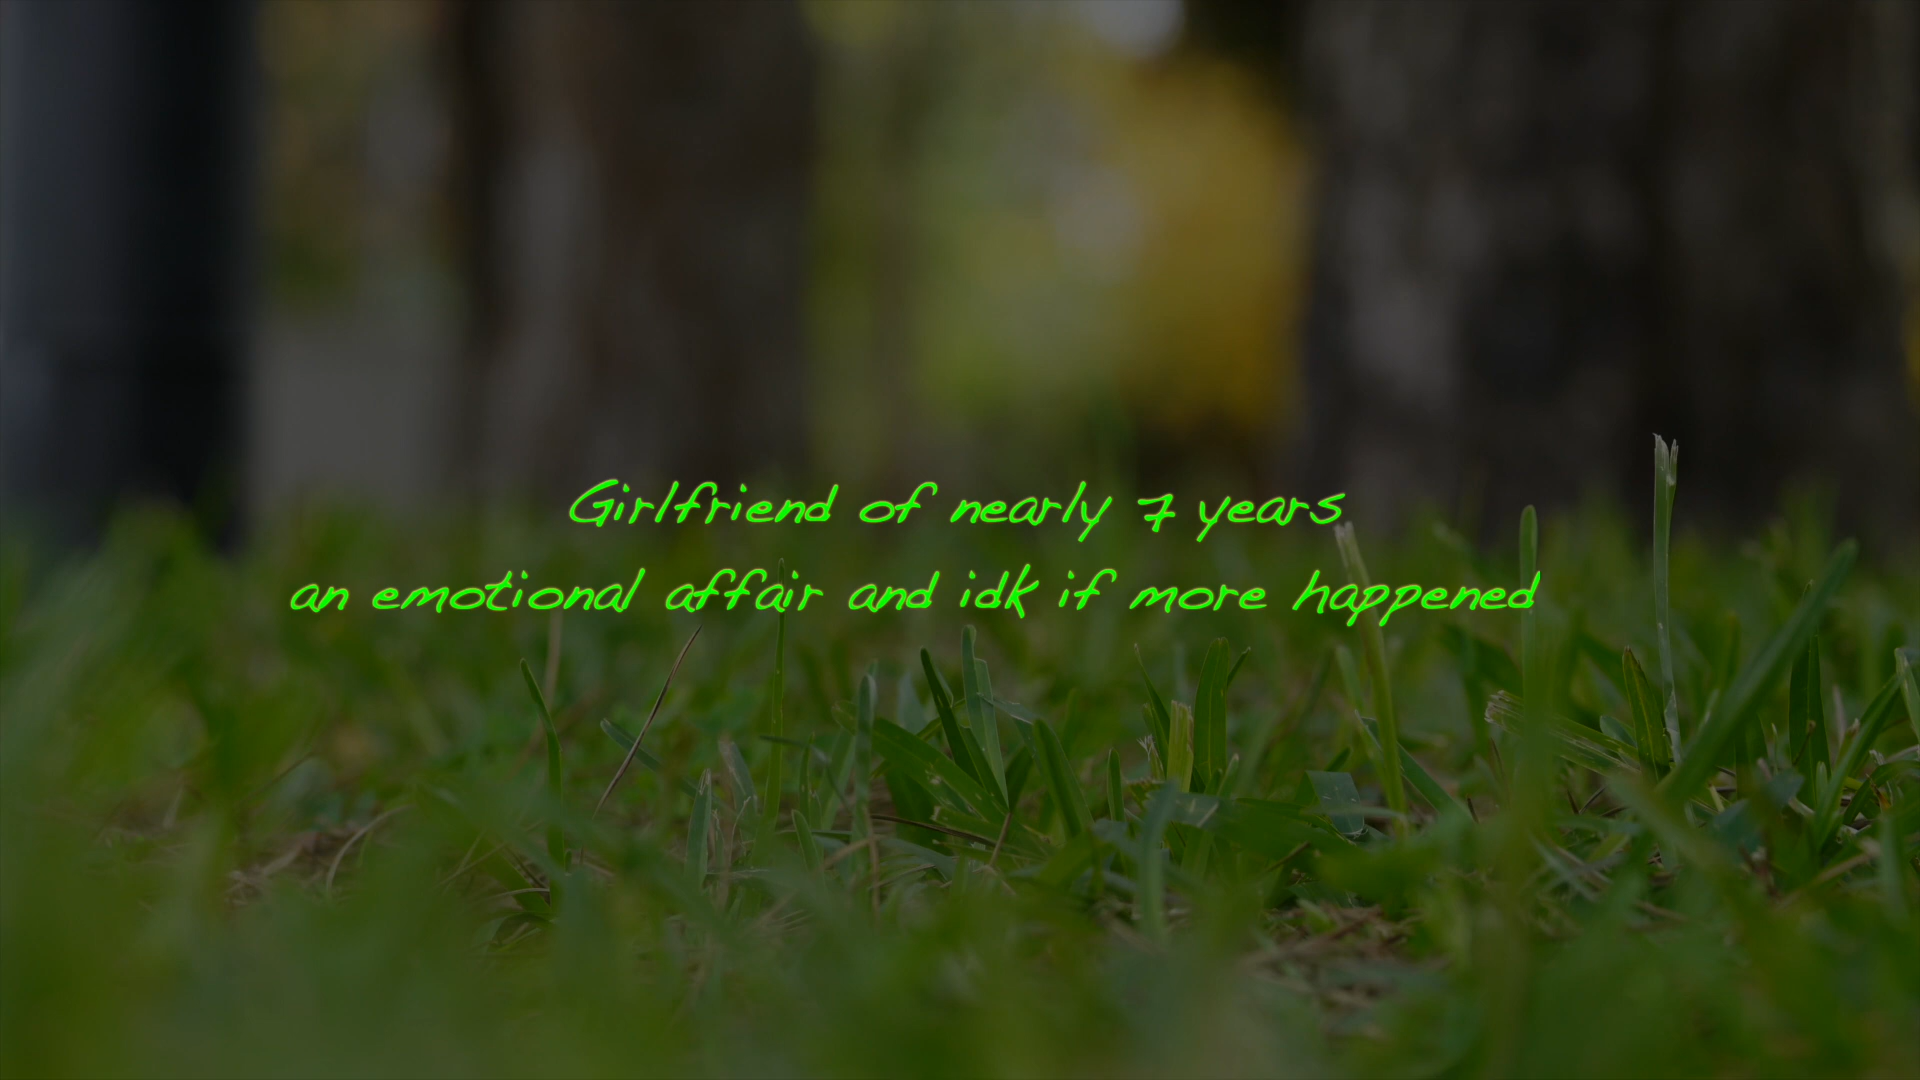 Girlfriend of nearly 7 years
an emotional affair and idk if more happened